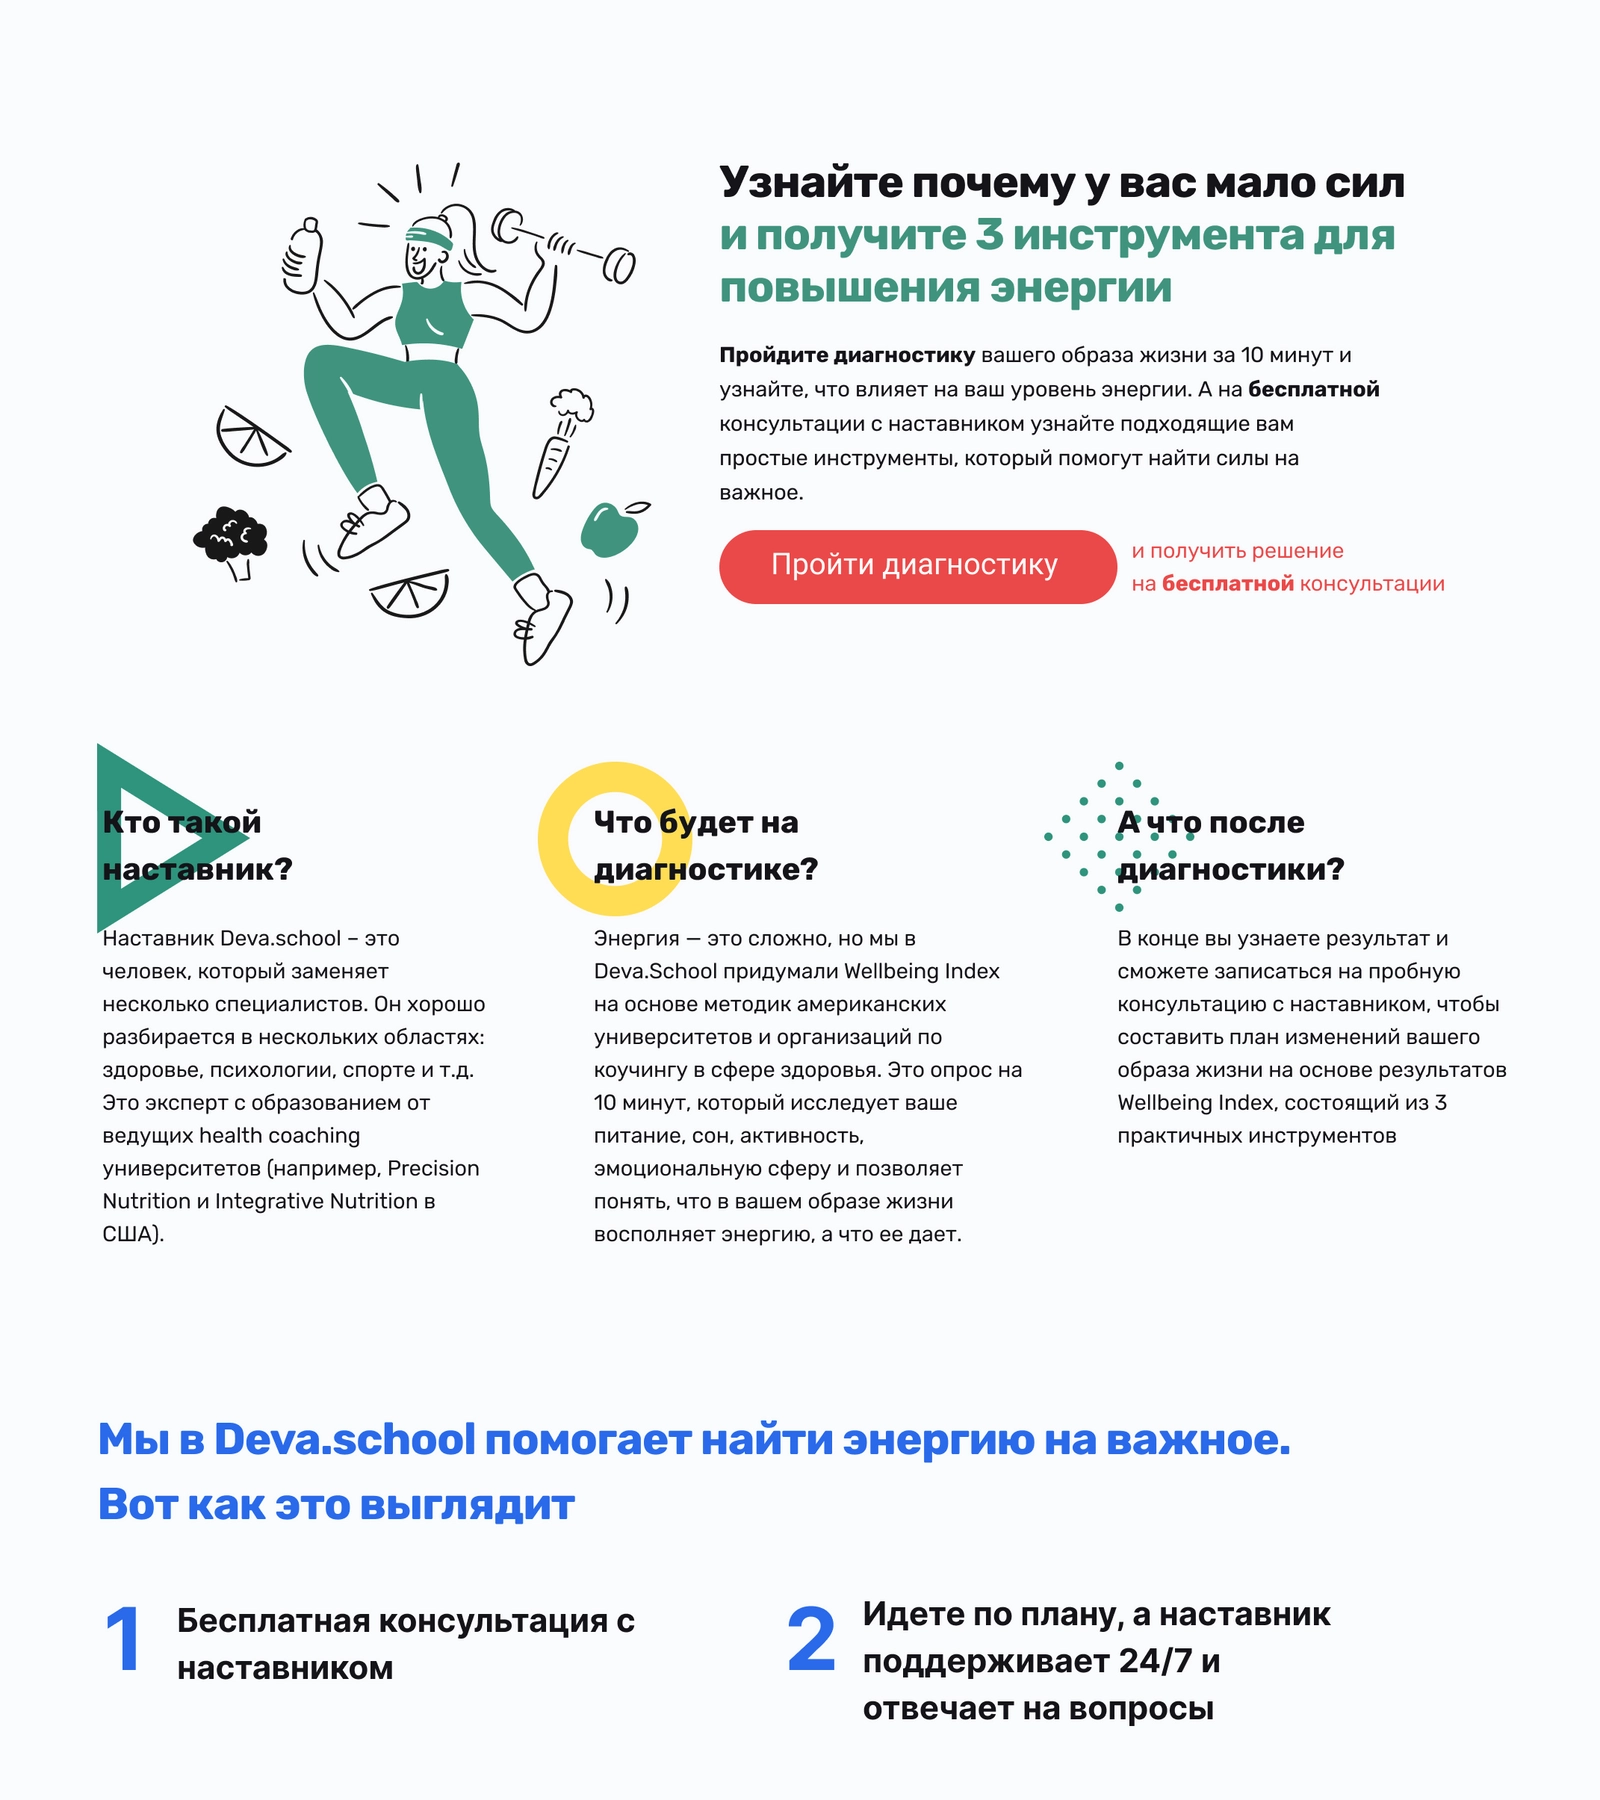 Узнайте почему у вас мало сил
и получите 3 инструмента для
повышения энергии
Пройдите диагностику вашего образа жизни за 10 минут и
узнайте, что влияет на ваш уровень энергии. А на бесплатной
консультации с наставником узнайте подходящие вам
простые инструменты, который помогут найти силы на
важное.
Пройти диагностику
и получить решение
на бесплатной консультации
Кто такой
наставник?
Наставник Deva.school – это
человек, который заменяет
несколько специалистов. Он хорошо
разбирается в нескольких областях:
здоровье, психологии, спорте и т.д.
Это эксперт с образованием от
ведущих health coaching
университетов (например, Precision
Nutrition и Integrative Nutrition в
США).
Что будет на
диагностике?
Энергия — это сложно, но мы в
Deva.School придумали Wellbeing Index
на основе методик американских
университетов и организаций по
коучингу в сфере здоровья. Это опрос на
10 минут, который исследует ваше
питание, сон, активность,
эмоциональную сферу и позволяет
понять, что в вашем образе жизни
восполняет энергию, а что ее дает.
А что после
диагностики?
В конце вы узнаете результат и
сможете записаться на пробную
консультацию с наставником, чтобы
составить план изменений вашего
образа жизни на основе результатов
Wellbeing Index, состоящий из 3
практичных инструментов
Мы в Deva.school помогает найти энергию на важное.
Вот как это выглядит
1
Бесплатная консультация с
наставником
2
Идете по плану, а наставник
поддерживает 24/7 и
отвечает на вопросы